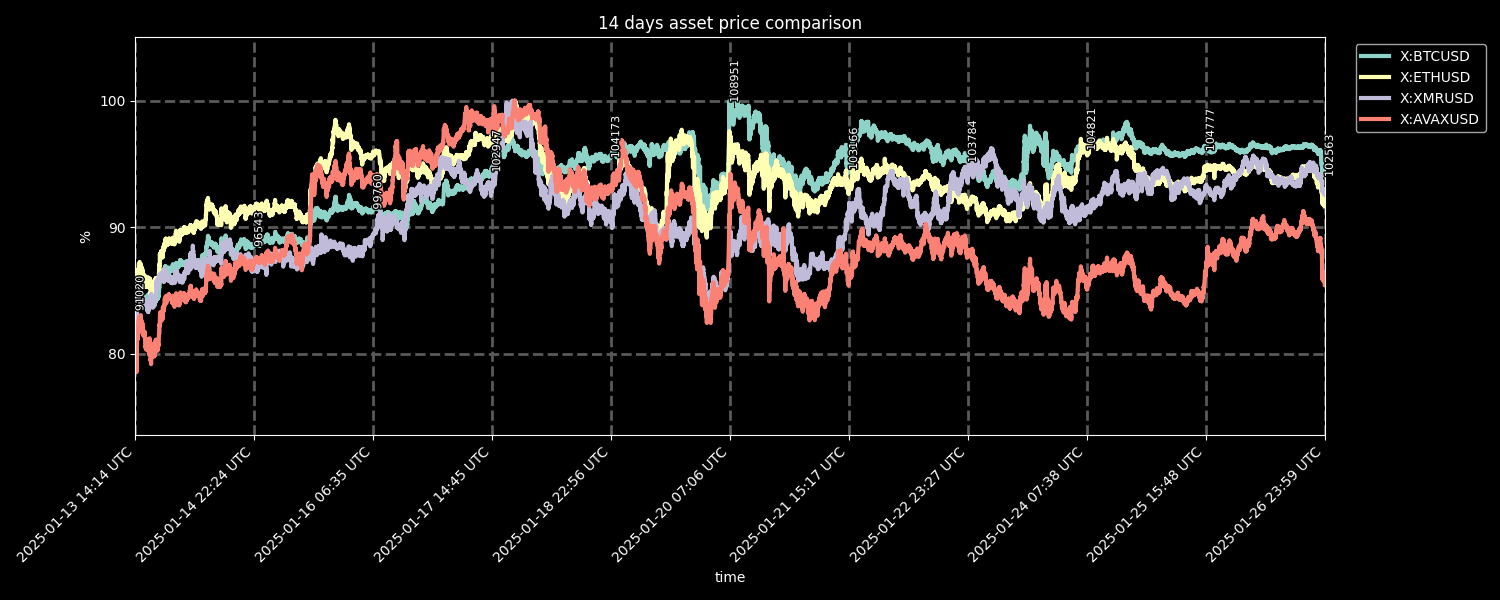 14 days asset price comparison
X:BTCUSD
X:ETHUSD
X:XMRUSD
X:AVAXUSD
100
90
80
%
91020
96543
99760
102947
104173
108951
103166
103784
104821
104777
102563
2025-01-13 14:14 UTC
2025-01-14 22:24 UTC
2025-01-16 06:35 UTC
2025-01-17 14:45 UTC
2025-01-18 22:56 UTC
2025-01-20 07:06 UTC
2025-01-21 15:17 UTC
2025-01-22 23:27 UTC
2025-01-24 07:38 UTC
2025-01-25 15:48 UTC
2025-01-26 23:59 UTC
time